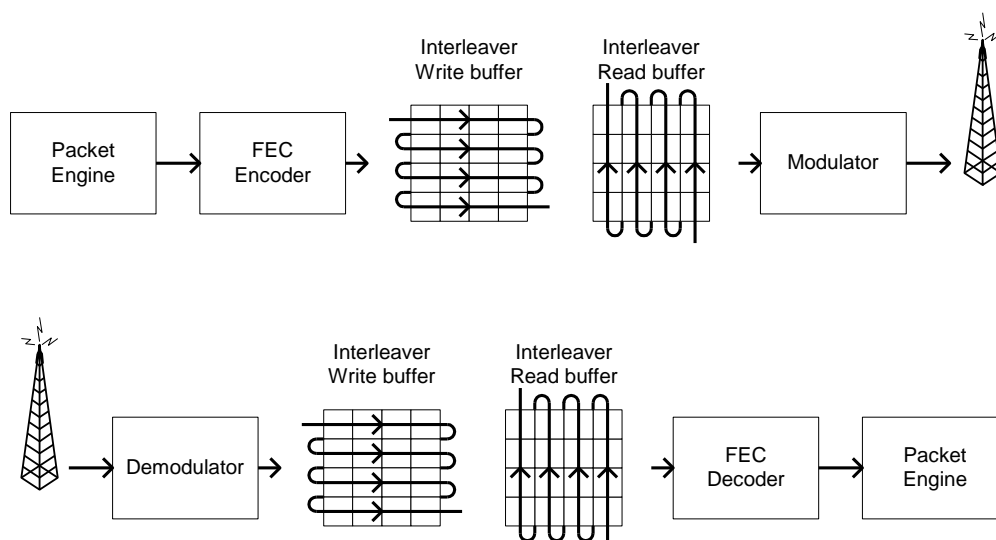 Interleaver
Write buffer
Interleaver
Read buffer
Packet
Engine
FEC
Encoder
Modulator
Interleaver
Write buffer
Interleaver
Read buffer
Demodulator
FEC
Decoder
Packet
Engine